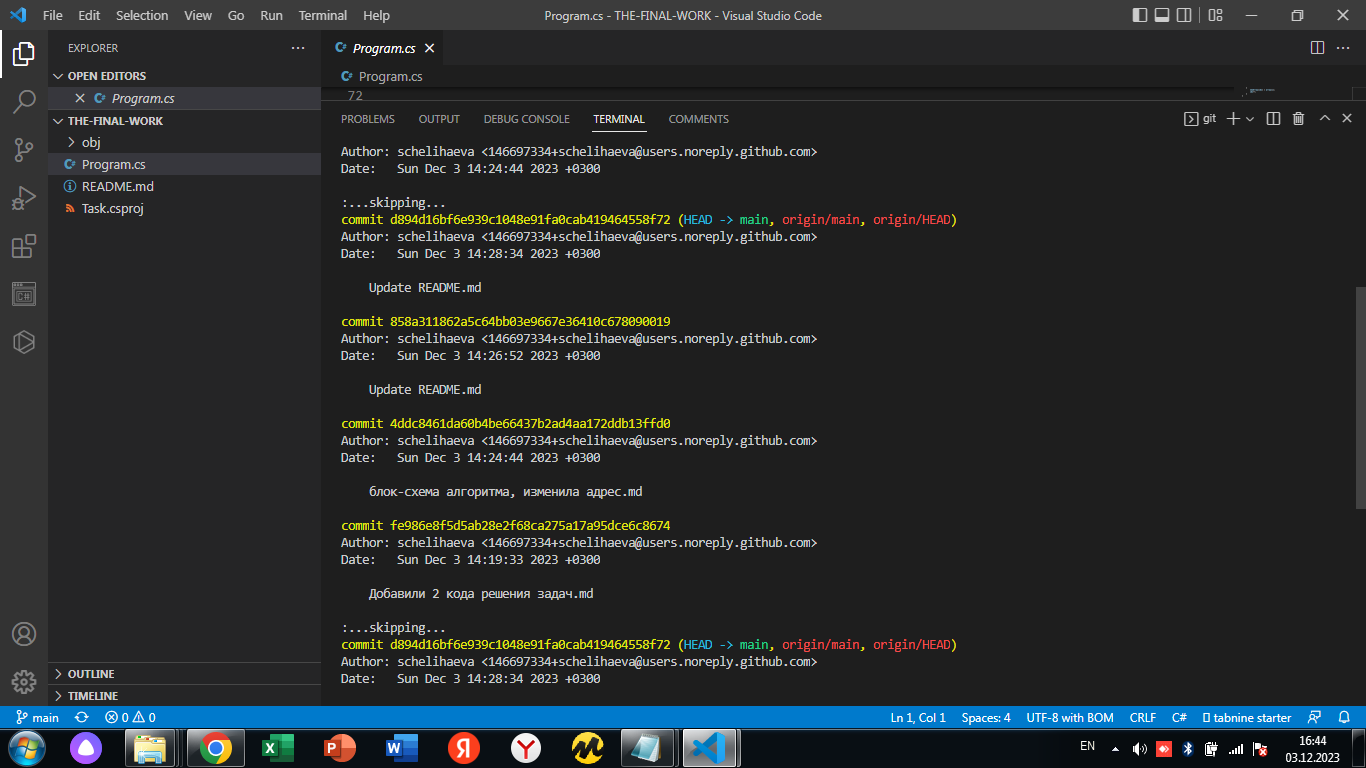 File Edit Selection View Go Run Terminal Help
Program.cs - THE-FINAL-WORK - Visual Studio Code
EXPLORER
OPEN EDITORS
Program.cs
THE-FINAL-WORK
obj
Program.cs
README.md
Task.csproj
OUTLINE
TIMELINE
Program.cs
Program.cs
72
PROBLEMS OUTPUT DEBUG CONSOLE TERMINAL COMMENTS
git
Author: schelihaeva <146697334+schelihaeva@users.noreply.github.com>
Date:   Sun Dec 3 14:24:44 2023 +0300
:...skipping...
commit d894d16bf6e939c1048e91fa0cab419464558f72 (HEAD -> main, origin/main, origin/HEAD)
Author: schelihaeva <146697334+schelihaeva@users.noreply.github.com>
Date:   Sun Dec 3 14:28:34 2023 +0300
Update README.md
commit 858a311862a5c64bb03e9667e36410c678090019
Author: schelihaeva <146697334+schelihaeva@users.noreply.github.com>
Date:   Sun Dec 3 14:26:52 2023 +0300
Update README.md
commit 4ddc8461da60b4be66437b2ad4aa172ddb13ffd0
Author: schelihaeva <146697334+schelihaeva@users.noreply.github.com>
Date:   Sun Dec 3 14:24:44 2023 +0300
блок-схема алгоритма, изменила адрес.md
commit fe986e8f5d5ab28e2f68ca275a17a95dce6c8674
Author: schelihaeva <146697334+schelihaeva@users.noreply.github.com>
Date:   Sun Dec 3 14:19:33 2023 +0300
Добавили 2 кода решения задач.md
:...skipping...
commit d894d16bf6e939c1048e91fa0cab419464558f72 (HEAD -> main, origin/main, origin/HEAD)
Author: schelihaeva <146697334+schelihaeva@users.noreply.github.com>
Date:   Sun Dec 3 14:28:34 2023 +0300
main 0 0 Ln 1, Col 1 Spaces: 4 UTF-8 with BOM CRLF C# tabnine starter
EN
16:44
03.12.2023